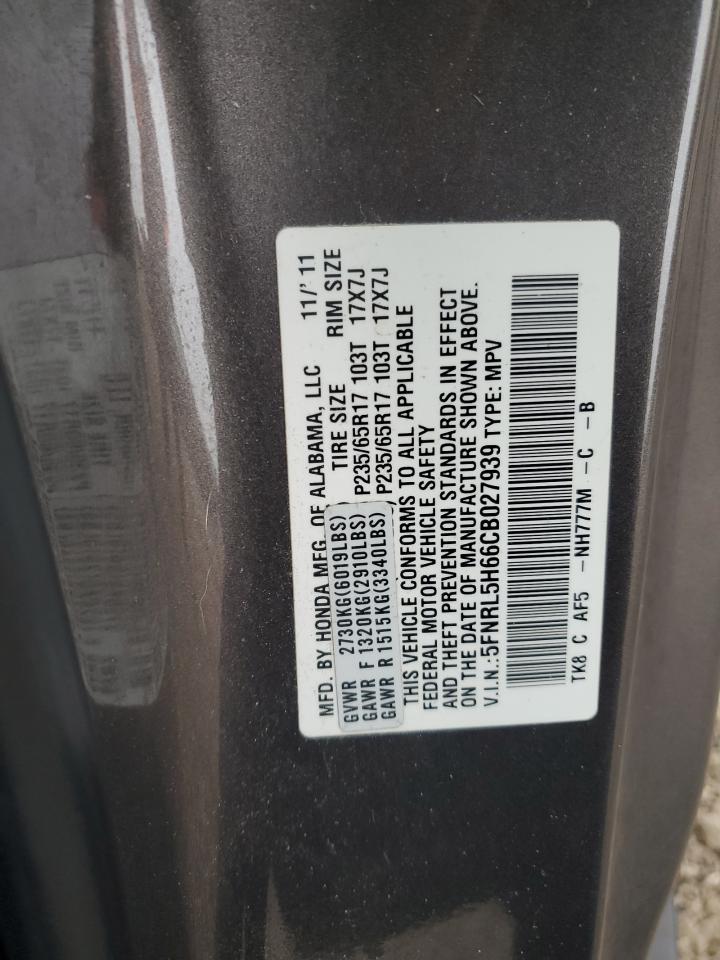 MFD. BY HONDA MFG. OF ALABAMA, LLC 11/'11
TIRE SIZE RIM SIZE
GVWR 2730KG(6019LBS)
GAWR F 1320KG(2910LBS) P235/65R17 103T 17X7J
GAWR R 1515KG(3340LBS) P235/65R17 103T 17X7J
THIS VEHICLE CONFORMS TO ALL APPLICABLE
FEDERAL MOTOR VEHICLE SAFETY
AND THEFT PREVENTION STANDARDS IN EFFECT
ON THE DATE OF MANUFACTURE SHOWN ABOVE.
V.I.N.:5FNRL5H66CB027939 TYPE: MPV
TK8 C AF5 -NH777M -C -B